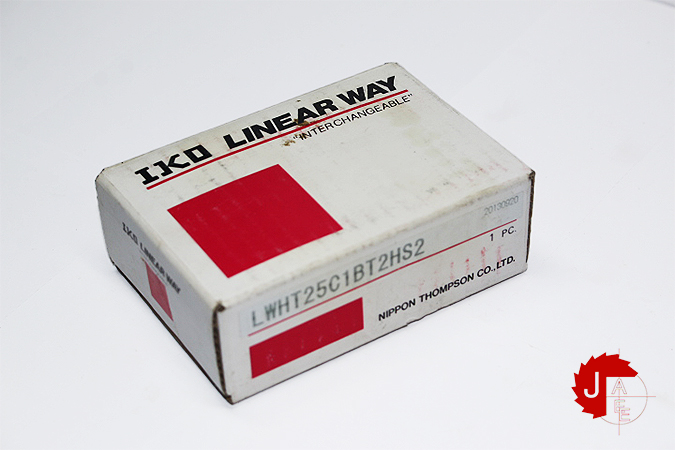 IKO LINEAR WAY
"INTERCHANGEABLE"
IKO LINEAR WAY
20130920
1 PC.
LWHT25C1BT2HS2
NIPPON THOMPSON CO.,LTD.
J
A